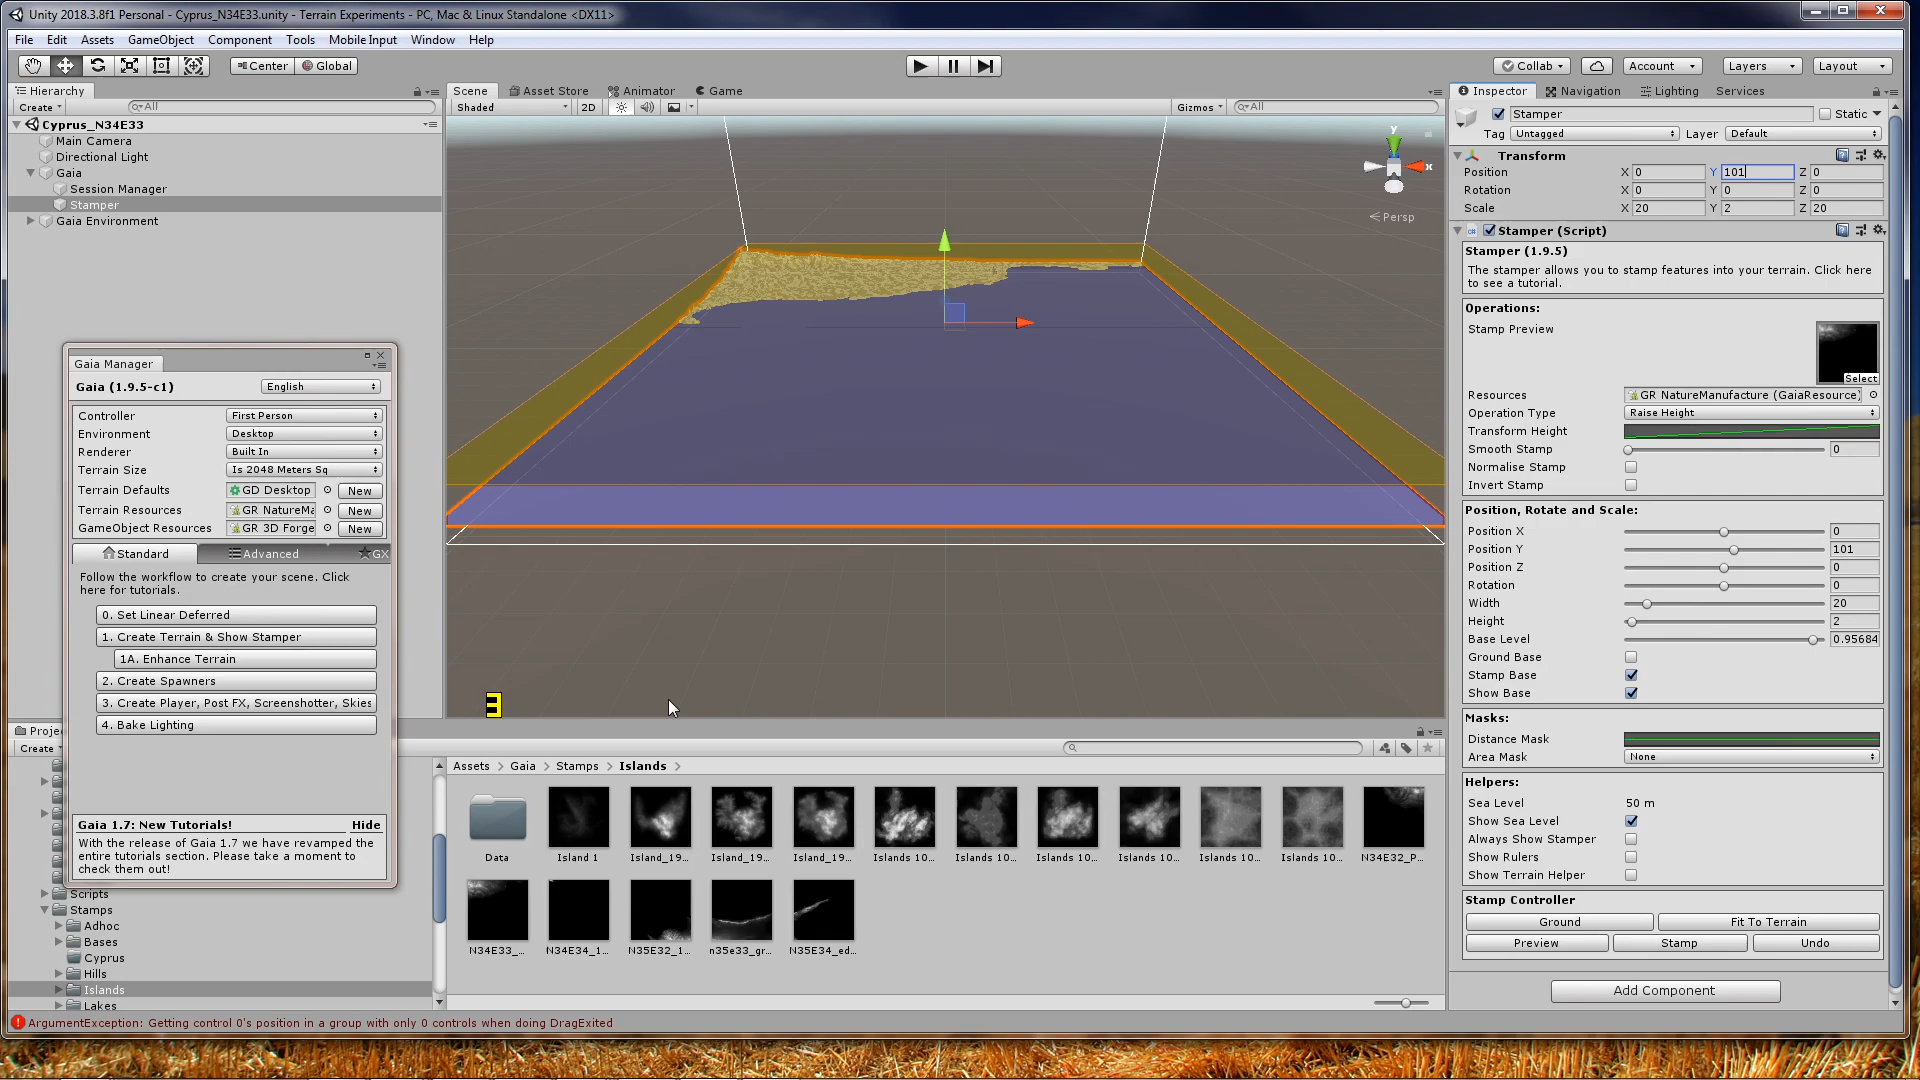 Unity 2018.3.8f1 Personal - Cyprus_N34E33.unity - Terrain Experiments - PC, Mac & Linux Standalone <DX11>
File Edit Assets GameObject Component Tools Mobile Input Window Help
Center Global Collab Account Layers Layout
Hierarchy
Create All
Cyprus_N34E33
Main Camera
Directional Light
Gaia
Session Manager
Stamper
Gaia Environment
Scene Asset Store Animator Game
Shaded 2D Gizmos All
y
x
Persp
Gaia Manager
Gaia (1.9.5-c1) English
Controller First Person
Environment Desktop
Renderer Built In
Terrain Size Is 2048 Meters Sq
Terrain Defaults GD Desktop New
Terrain Resources GR NatureMa New
GameObject Resources GR 3D Forge New
Standard Advanced GX
Follow the workflow to create your scene. Click
here for tutorials.
0. Set Linear Deferred
1. Create Terrain & Show Stamper
1A. Enhance Terrain
2. Create Spawners
3. Create Player, Post FX, Screenshotter, Skies
4. Bake Lighting
Gaia 1.7: New Tutorials! Hide
With the release of Gaia 1.7 we have revamped the
entire tutorials section. Please take a moment to
check them out!
Proje
Create
Scripts
Stamps
Adhoc
Bases
Cyprus
Hills
Islands
Lakes
Assets Gaia Stamps Islands
Data Island 1 Island_19... Island_19... Island_19... Islands 10... Islands 10... Islands 10... Islands 10... Islands 10... Islands 10... N34E32_P...
N34E33_... N34E34_1... N35E32_1... n35e33_gr... N35E34_ed...
Inspector Navigation Lighting Services
Stamper Static
Tag Untagged Layer Default
Transform
Position X 0 Y 101 Z 0
Rotation X 0 Y 0 Z 0
Scale X 20 Y 2 Z 20
Stamper (Script)
Stamper (1.9.5)
The stamper allows you to stamp features into your terrain. Click here
to see a tutorial.
Operations:
Stamp Preview
Select
Resources GR NatureManufacture (GaiaResource)
Operation Type Raise Height
Transform Height
Smooth Stamp 0
Normalise Stamp
Invert Stamp
Position, Rotate and Scale:
Position X 0
Position Y 101
Position Z 0
Rotation 0
Width 20
Height 2
Base Level 0.95684
Ground Base
Stamp Base
Show Base
Masks:
Distance Mask
Area Mask None
Helpers:
Sea Level 50 m
Show Sea Level
Always Show Stamper
Show Rulers
Show Terrain Helper
Stamp Controller
Ground Fit To Terrain
Preview Stamp Undo
Add Component
ArgumentException: Getting control 0's position in a group with only 0 controls when doing DragExited